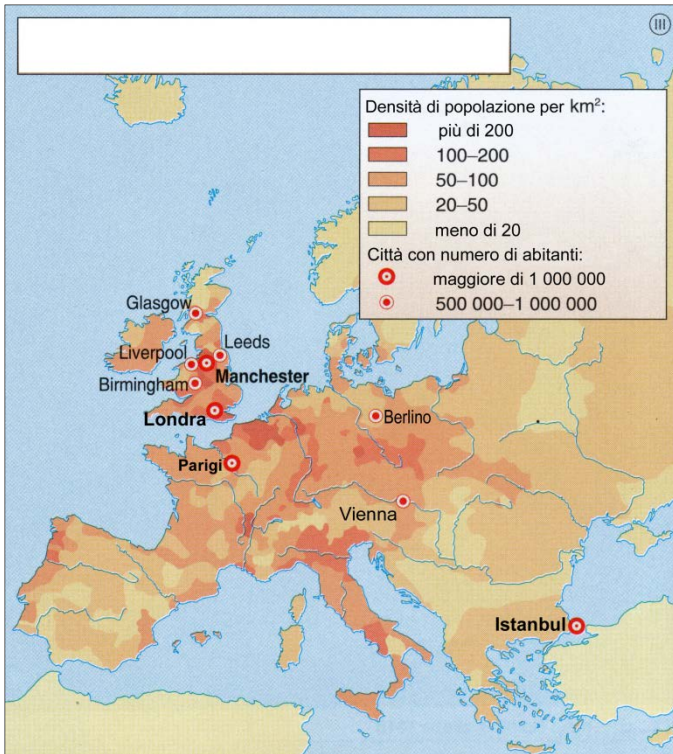 III
Densità di popolazione per km²:
più di 200
100–200
50–100
20–50
meno di 20
Città con numero di abitanti:
maggiore di 1 000 000
500 000–1 000 000
Glasgow
Leeds
Liverpool
Manchester
Birmingham
Londra
Berlino
Parigi
Vienna
Istanbul